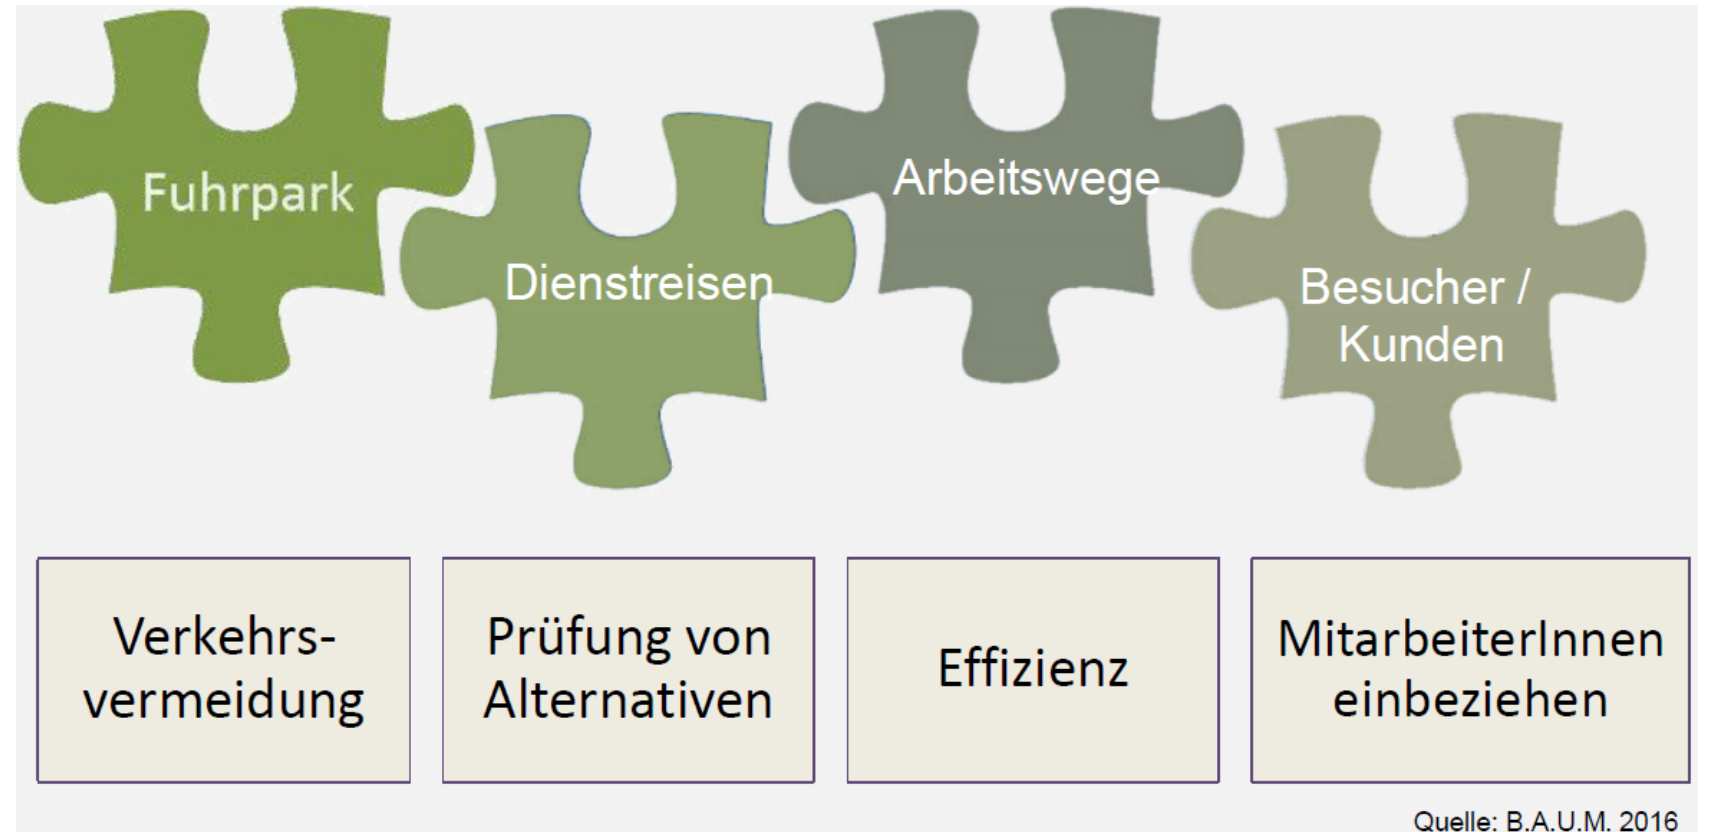 Fuhrpark
Dienstreisen
Arbeitswege
Besucher /
Kunden
Verkehrs-
vermeidung
Prüfung von
Alternativen
Effizienz
MitarbeiterInnen
einbeziehen
Quelle: B.A.U.M. 2016